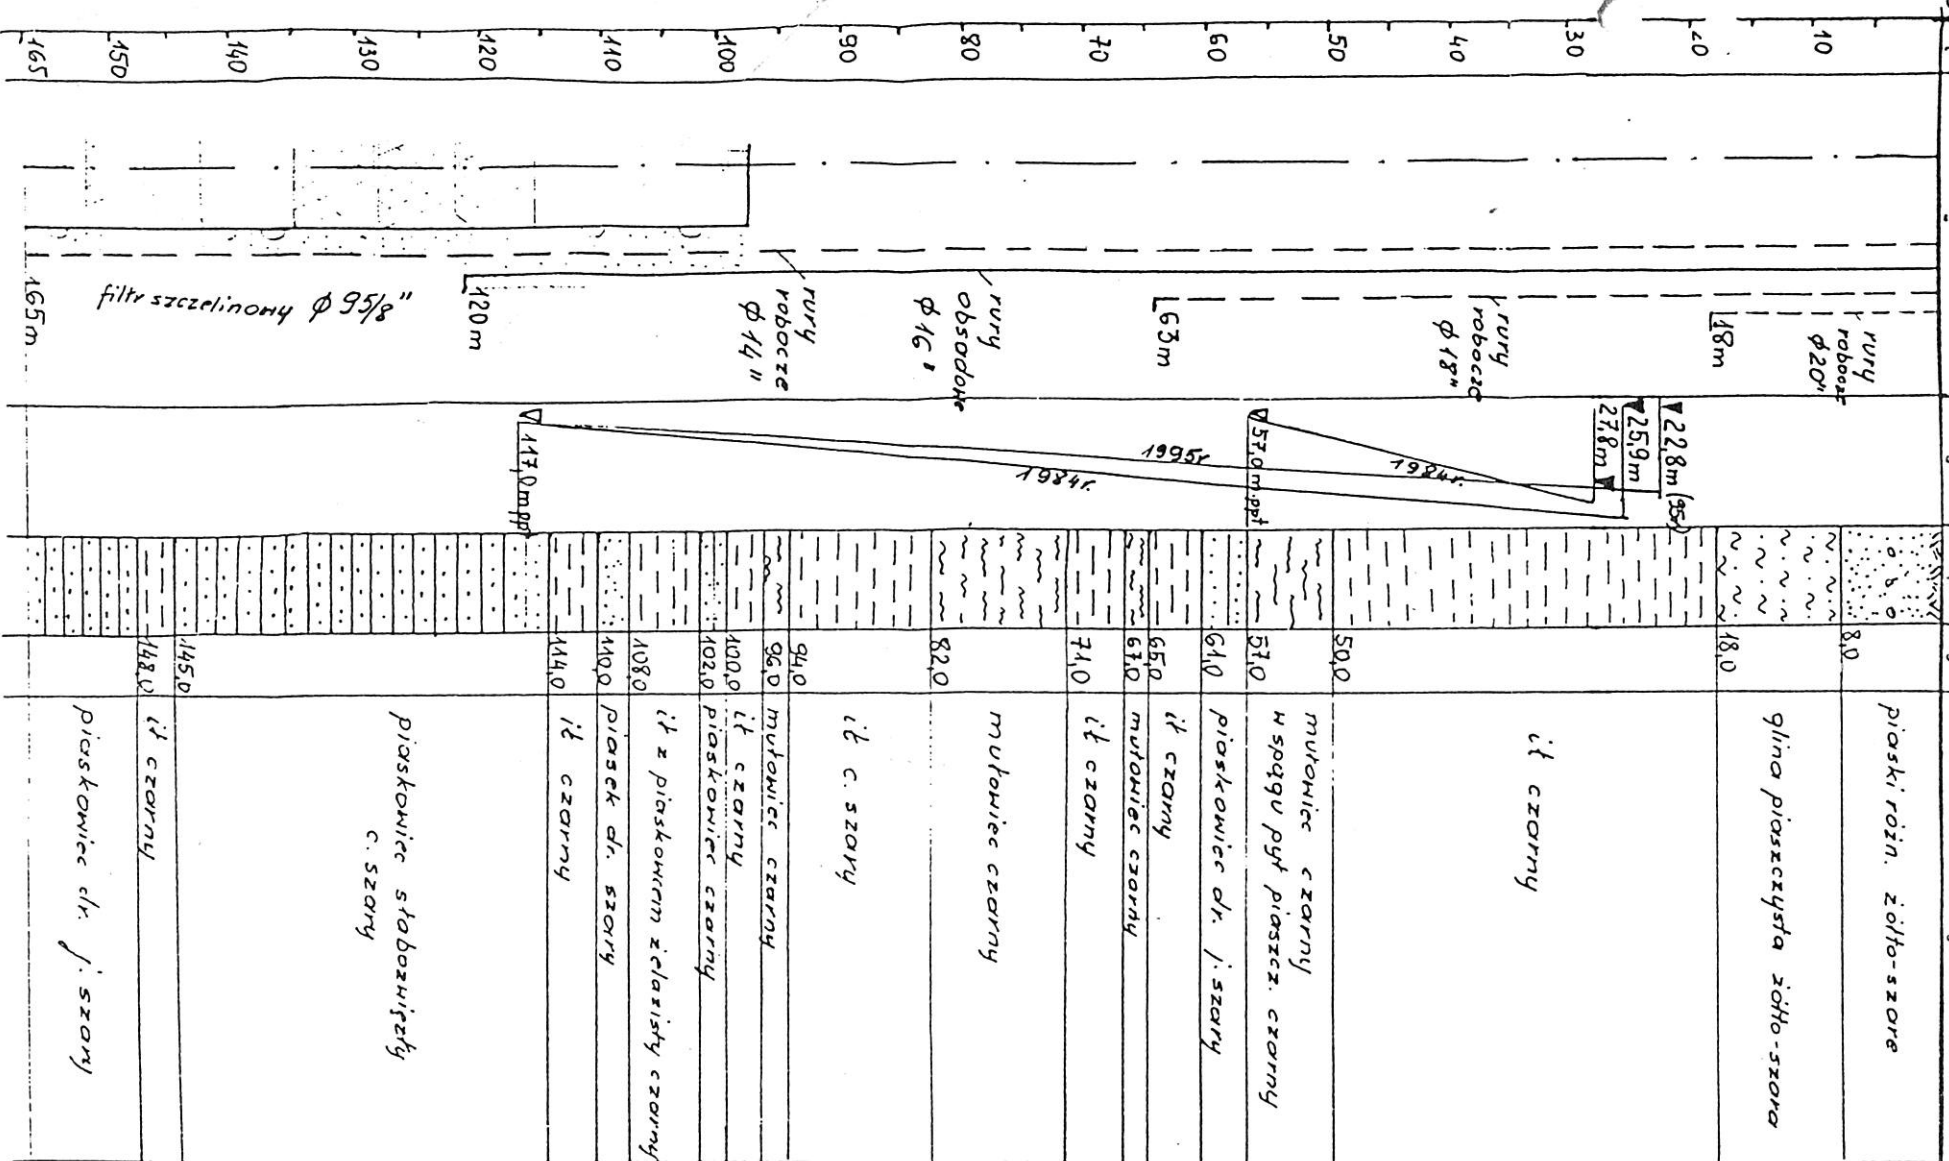 10
20
30
40
50
60
70
80
90
100
110
120
130
140
150
165
rury
robocze
ϕ 20"
18m
rury
robocze
ϕ 18"
63m
rury
obsadowe
ϕ 16"
rury
robocze
ϕ 14"
120m
filtr szczelinowy ϕ 9 5/8"
165m
22,8m (95r)
25,9m
27,8m
1984r.
57,0 m.ppt
1995r
1984r.
117,0 mppt
8,0
18,0
50,0
57,0
61,0
65,0
67,0
71,0
82,0
94,0
96,0
100,0
102,0
108,0
110,0
114,0
145,0
148,0
piaski różn. żółto-szare
glina piaszczysta żółto-szara
ił czarny
mułowiec czarny
w spągu pył piaszcz. czarny
piaskowiec dr. j. szary
ił czarny
mułowiec czarny
ił czarny
mułowiec czarny
ił c. szary
mułowiec czarny
ił czarny
piaskowiec czarny
ił z piaskowcem żelazisty czarny
piasek dr. szary
ił czarny
piaskowiec słabozwięzły
c. szary
ił czarny
piaskowiec dr. j. szary